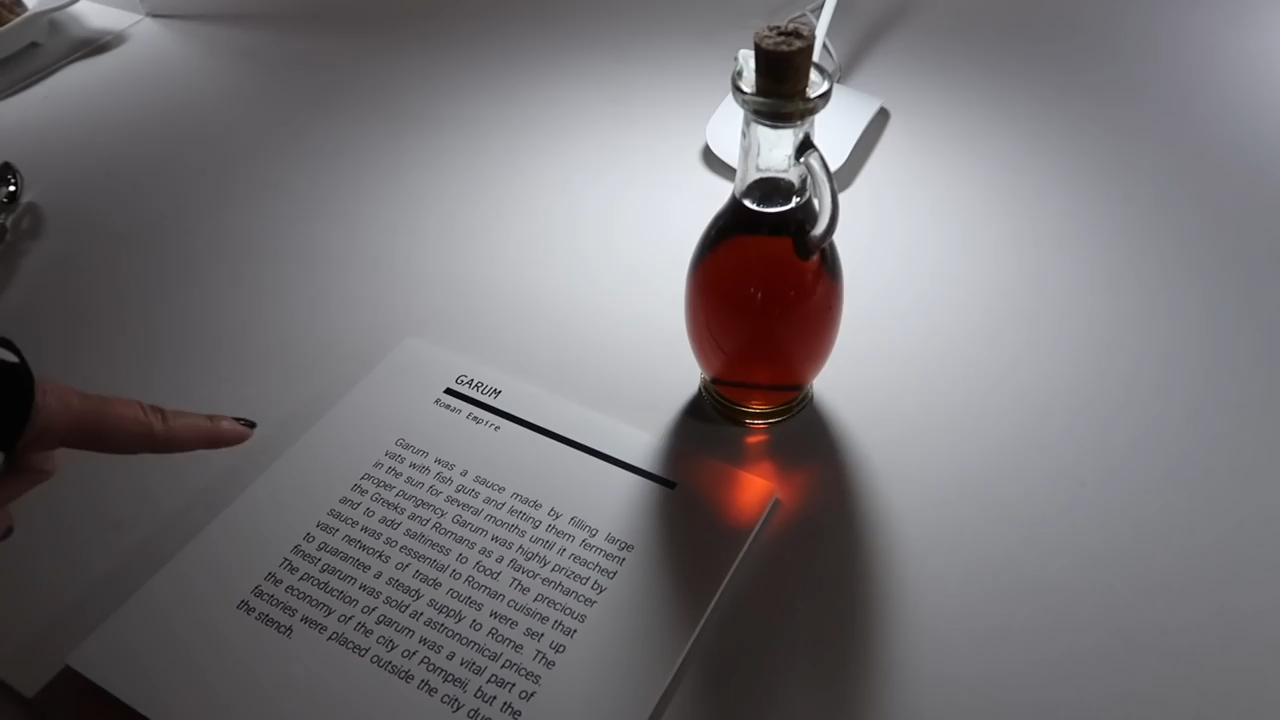 GARUM
Roman Empire
Garum was a sauce made by filling large
vats with fish guts and letting them ferment
in the sun for several months until it reached
proper pungency. Garum was highly prized by
the Greeks and Romans as a flavor-enhancer
and to add saltiness to food. The precious
sauce was so essential to Roman cuisine that
vast networks of trade routes were set up
to guarantee a steady supply to Rome. The
finest garum was sold at astronomical prices.
The production of garum was a vital part of
the economy of the city of Pompeii, but the
factories were placed outside the city due
the stench.